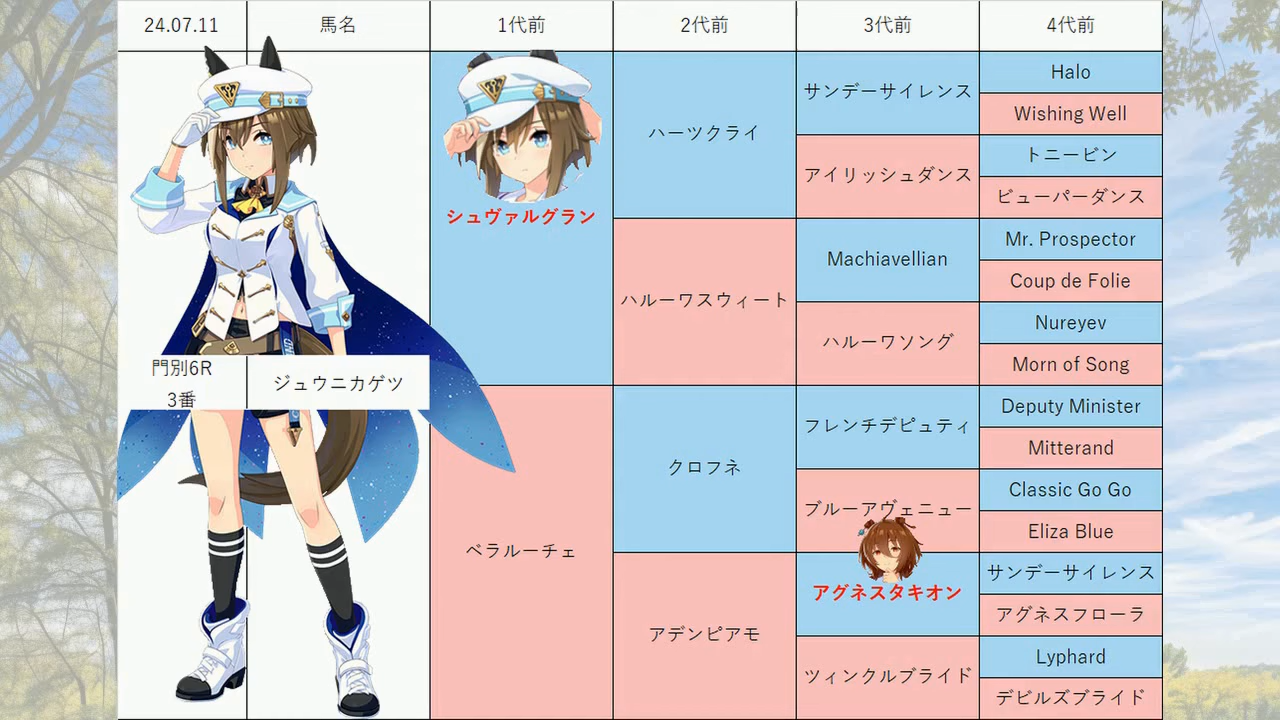 24.07.11 馬名 1代前 2代前 3代前 4代前
門別6R
3番
ジュウニカゲツ
シュヴァルグラン
ベラルーチェ
ハーツクライ
ハルーワスウィート
クロフネ
アデンピアモ
サンデーサイレンス
アイリッシュダンス
Machiavellian
ハルーワソング
フレンチデピュティ
ブルーアヴェニュー
アグネスタキオン
ツィンクルブライド
Halo
Wishing Well
トニービン
ビューパーダンス
Mr. Prospector
Coup de Folie
Nureyev
Morn of Song
Deputy Minister
Mitterand
Classic Go Go
Eliza Blue
サンデーサイレンス
アグネスフローラ
Lyphard
デビルズブライド